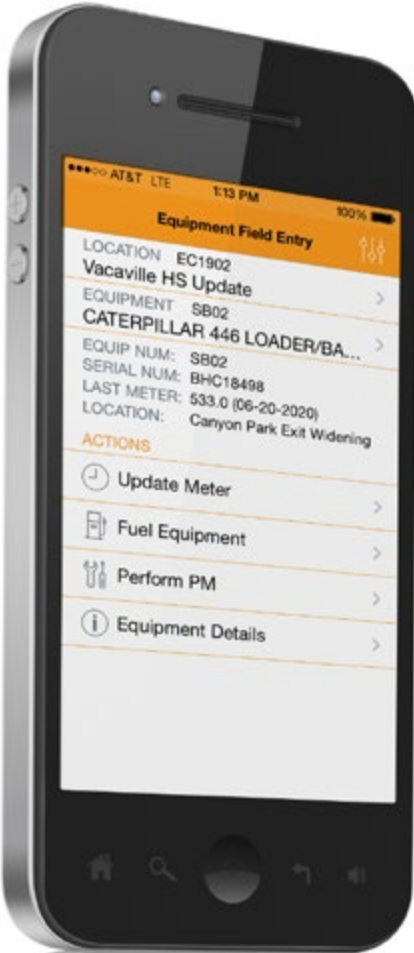 AT&T LTE 1:13 PM 100%
Equipment Field Entry
LOCATION EC1902
Vacaville HS Update
EQUIPMENT SB02
CATERPILLAR 446 LOADER/BA...
EQUIP NUM: SB02
SERIAL NUM: BHC18498
LAST METER: 533.0 (06-20-2020)
LOCATION: Canyon Park Exit Widening
ACTIONS
Update Meter
Fuel Equipment
Perform PM
Equipment Details